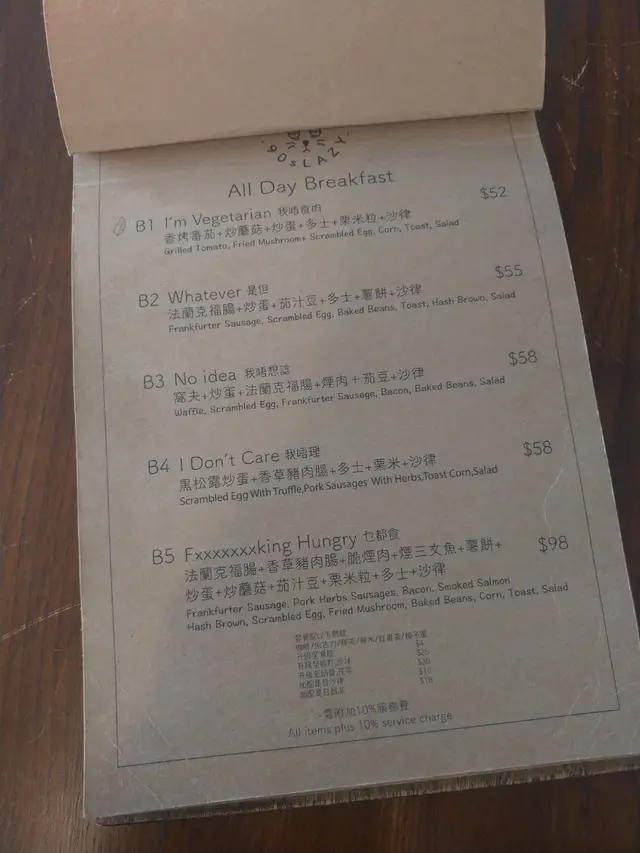 BOSLAZY
All Day Breakfast
B1 I'm Vegetarian 我唔食肉 $52
香烤番茄+炒蘑菇+炒蛋+多士+粟米粒+沙律
Grilled Tomato, Fried Mushroom+ Scrambled Egg, Corn, Toast, Salad
B2 Whatever 是但 $55
法蘭克福腸+炒蛋+茄汁豆+多士+薯餅+沙律
Frankfurter Sausage, Scrambled Egg, Baked Beans, Toast, Hash Brown, Salad
B3 No idea 我唔想諗 $58
窩夫+炒蛋+法蘭克福腸+煙肉+茄豆+沙律
Waffle, Scrambled Egg, Frankfurter Sausage, Bacon, Baked Beans, Salad
B4 I Don't Care 我唔理 $58
黑松露炒蛋+香草豬肉腸+多士+粟米+沙律
Scrambled Egg With Truffle,Pork Sausages With Herbs,Toast Corn,Salad
B5 Fxxxxxxxking Hungry 乜都食 $98
法蘭克福腸+香草豬肉腸+脆煙肉+煙三文魚+薯餅+
炒蛋+炒蘑菇+茄汁豆+粟米粒+多士+沙律
Frankfurter Sausage, Pork Herbs Sausages, Bacon, Smoked Salmon
Hash Brown, Scrambled Egg, Fried Mushroom, Baked Beans, Corn, Toast, Salad
需附加10%服務費
All items plus 10% service charge